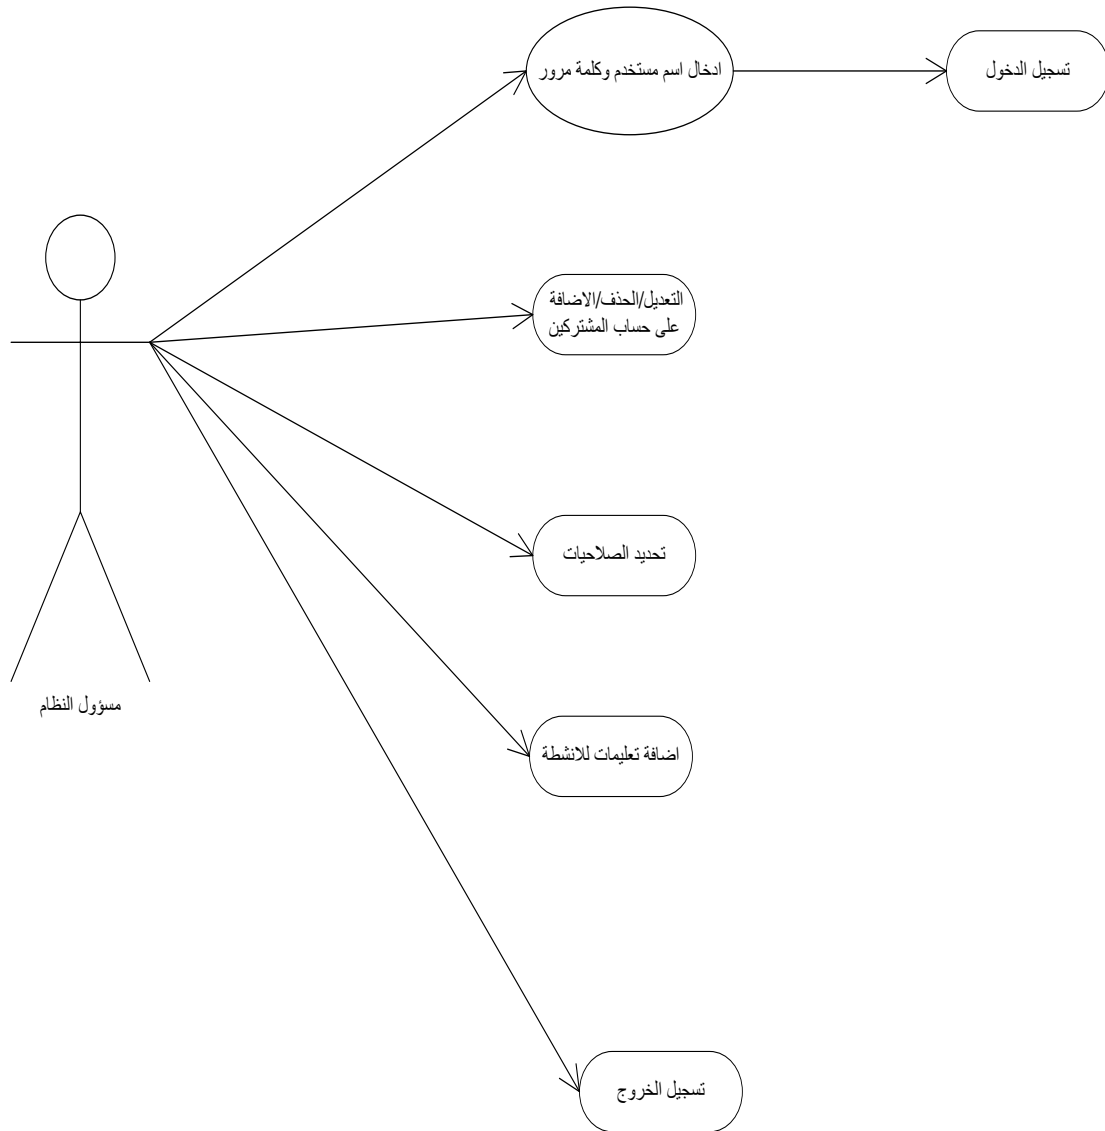 ادخال اسم مستخدم وكلمة مرور
تسجيل الدخول
التعديل/الحذف/الاضافة
على حساب المشتركين
تحديد الصلاحيات
مسؤول النظام
اضافة تعليمات للانشطة
تسجيل الخروج